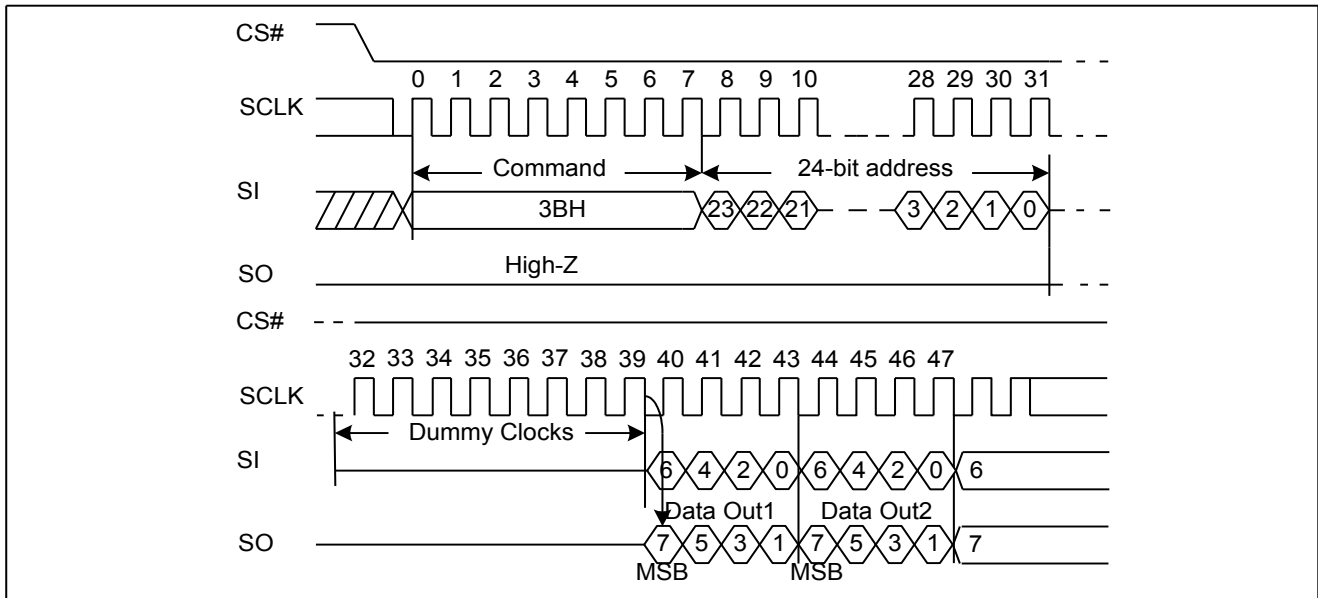 CS#
0 1 2 3 4 5 6 7 8 9 10 28 29 30 31
SCLK
Command 24-bit address
SI
3BH 23 22 21 3 2 1 0
High-Z
SO
CS#
32 33 34 35 36 37 38 39 40 41 42 43 44 45 46 47
SCLK
Dummy Clocks
SI
6 4 2 0 6 4 2 0 6
Data Out1 Data Out2
SO
7 5 3 1 7 5 3 1 7
MSB MSB